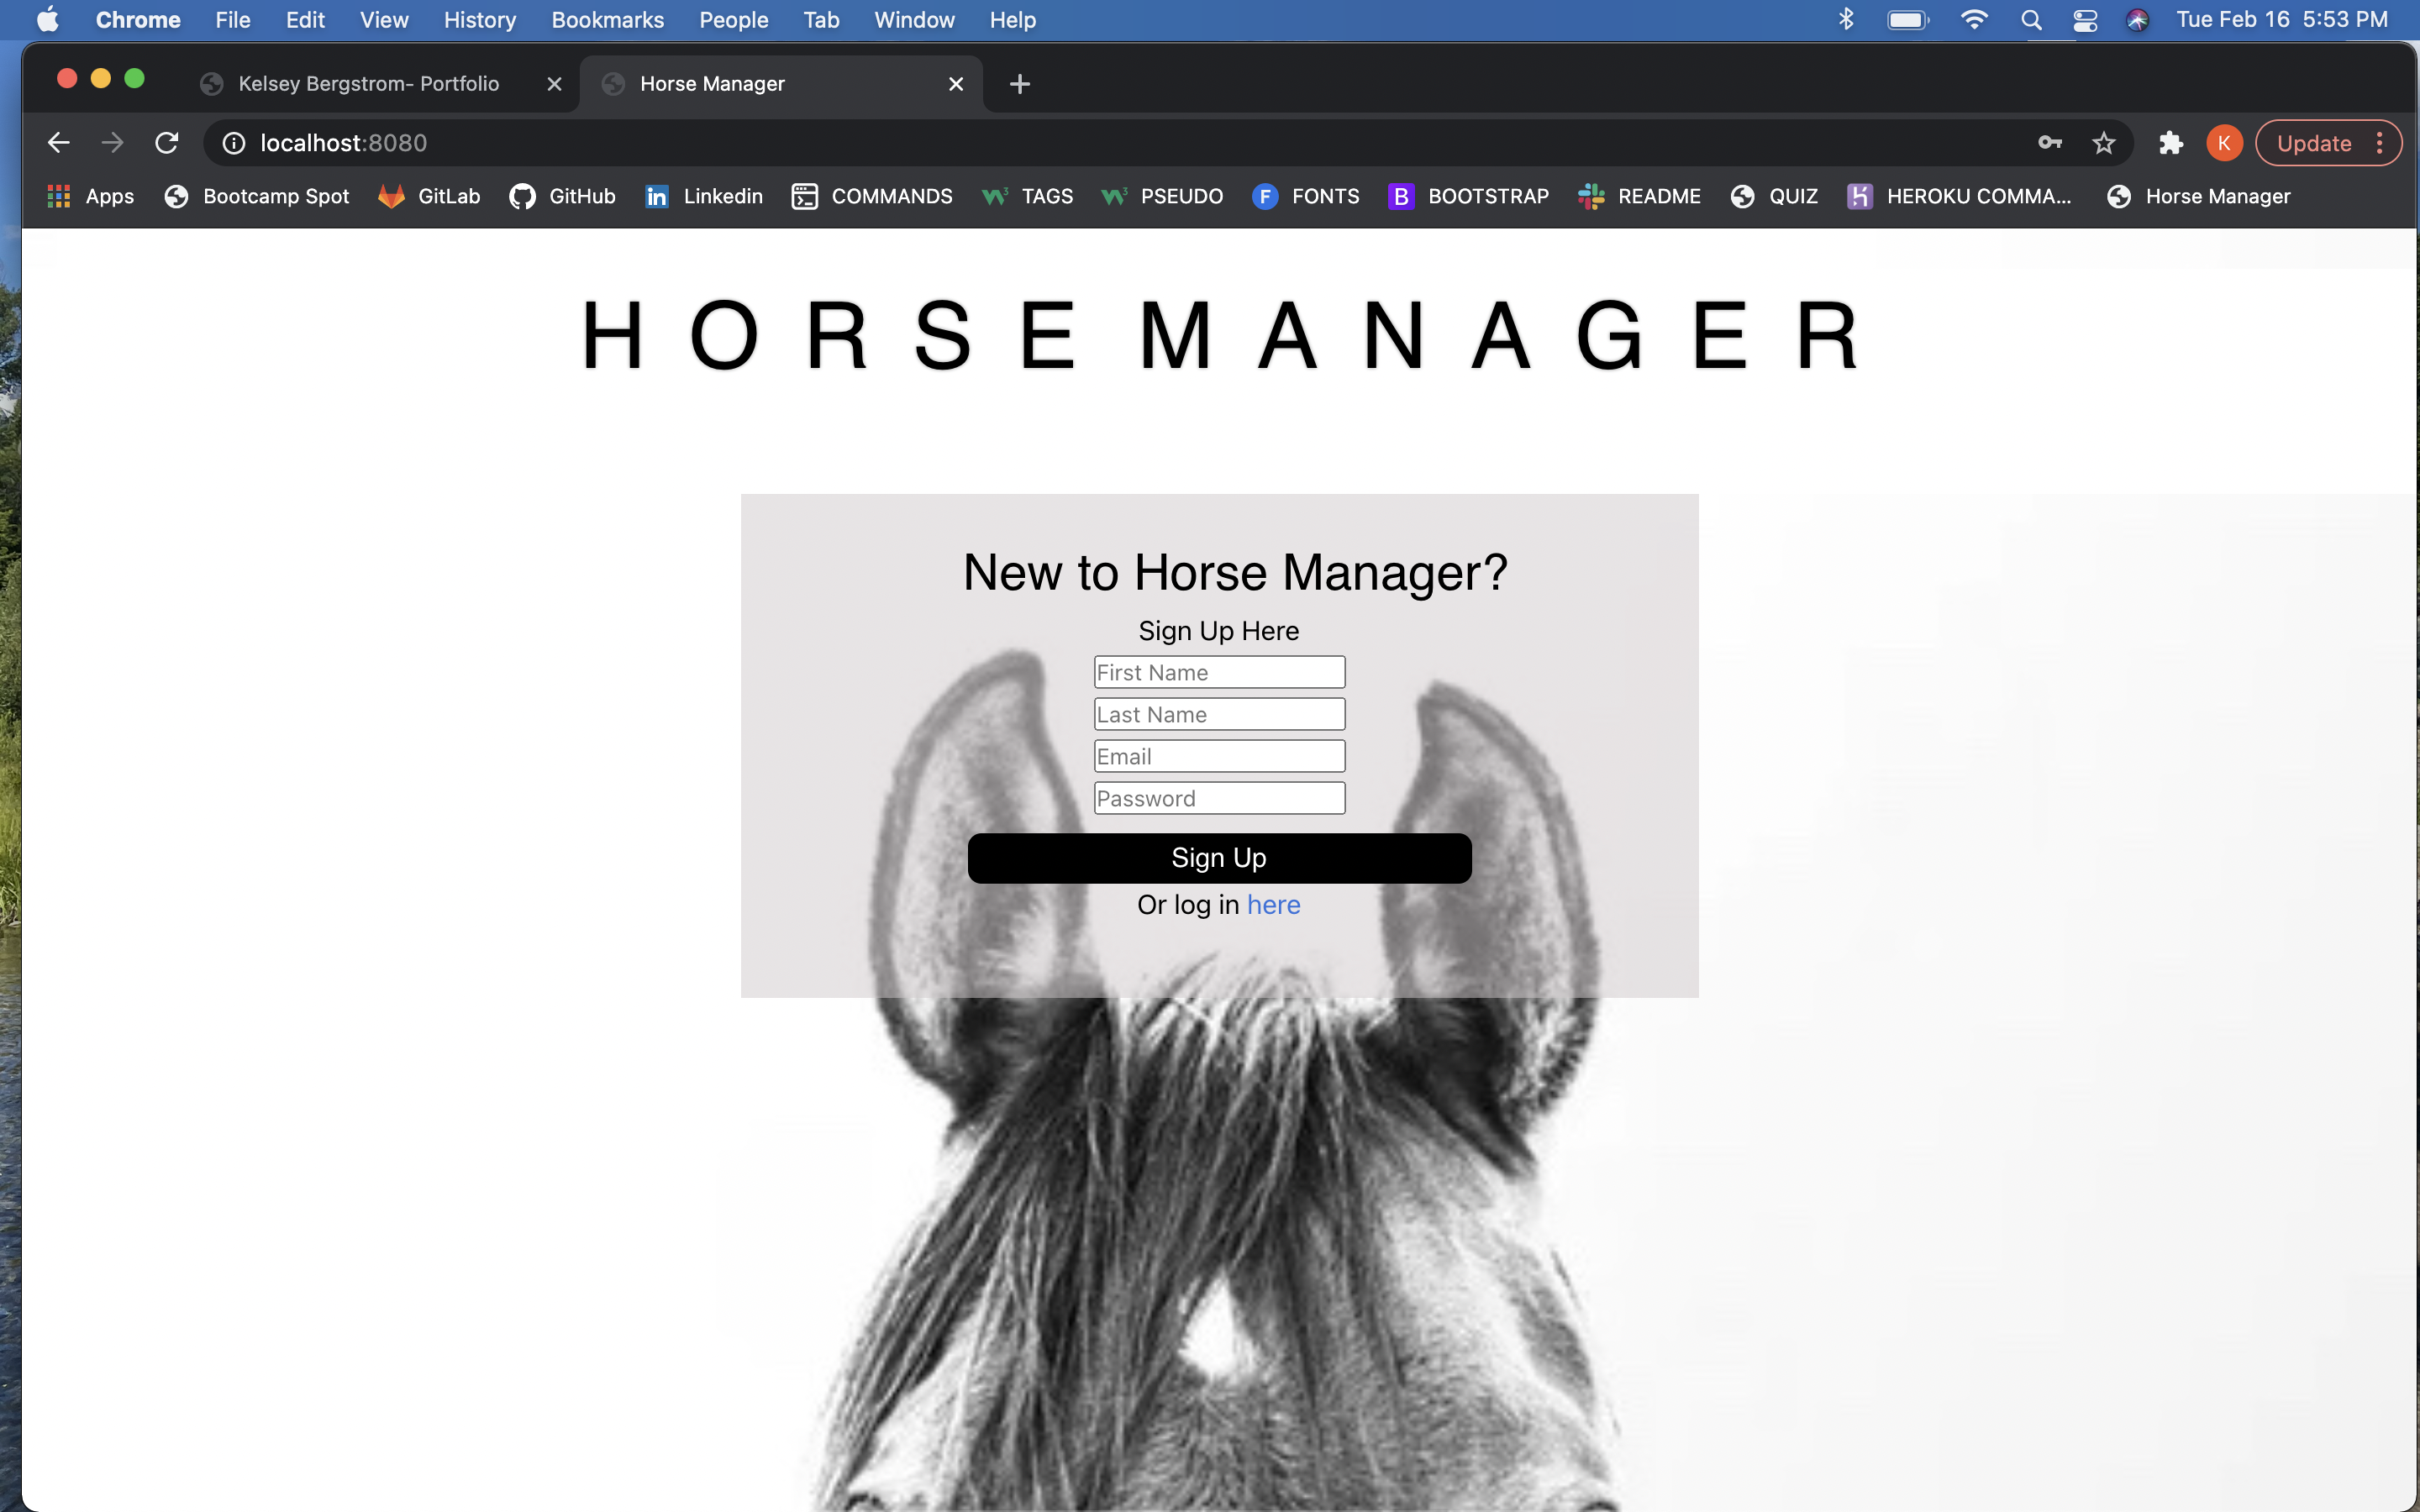 Chrome File Edit View History Bookmarks People Tab Window Help Tue Feb 16 5:53 PM
Kelsey Bergstrom- Portfolio Horse Manager
localhost:8080 K Update
Apps Bootcamp Spot GitLab GitHub in Linkedin COMMANDS W3 TAGS W3 PSEUDO F FONTS B BOOTSTRAP README QUIZ HEROKU COMMA... Horse Manager
H O R S E M A N A G E R
New to Horse Manager?
Sign Up Here
First Name
Last Name
Email
Password
Sign Up
Or log in here